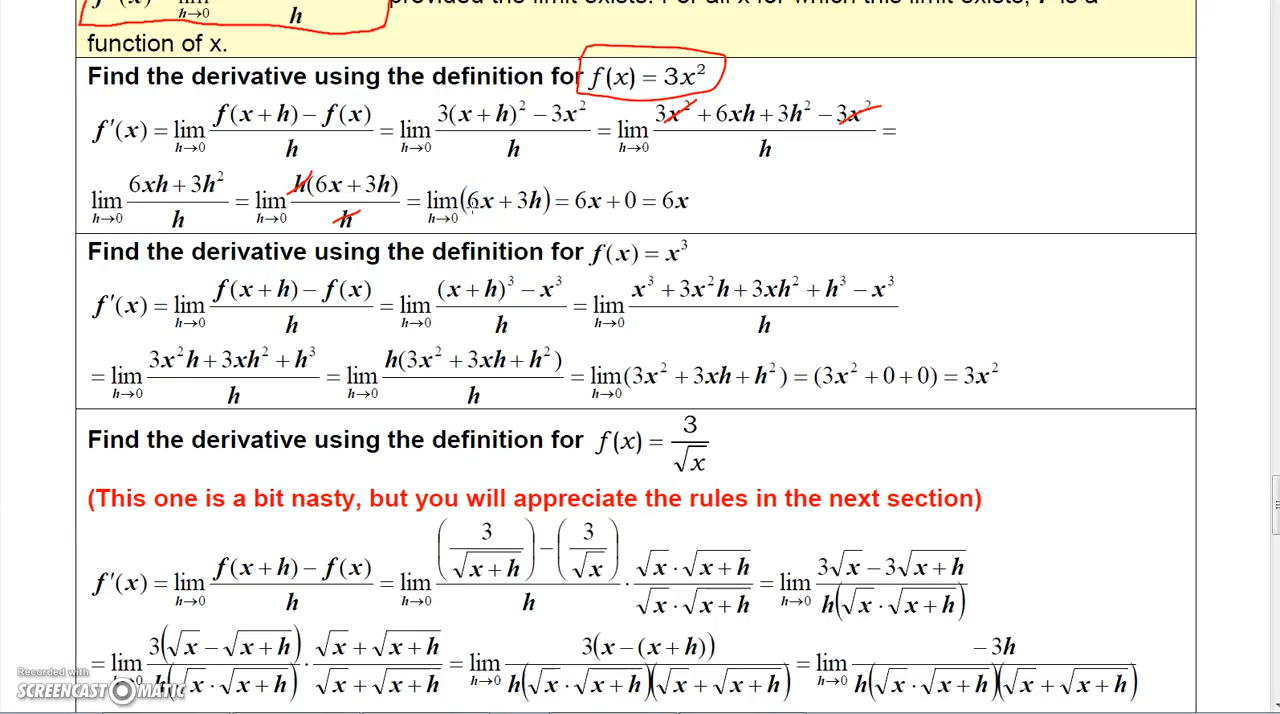 f′(x) = lim h→0 h provided the limit exists. For all x for which this limit exists, f′ is a
function of x.
Find the derivative using the definition for f(x) = 3x²
f′(x) = lim h→0 (f(x + h) − f(x))/h = lim h→0 (3(x + h)² − 3x²)/h = lim h→0 (3x² + 6xh + 3h² − 3x²)/h =
lim h→0 (6xh + 3h²)/h = lim h→0 h(6x + 3h)/h = lim h→0 (6x + 3h) = 6x + 0 = 6x
Find the derivative using the definition for f(x) = x³
f′(x) = lim h→0 (f(x + h) − f(x))/h = lim h→0 ((x + h)³ − x³)/h = lim h→0 (x³ + 3x²h + 3xh² + h³ − x³)/h
= lim h→0 (3x²h + 3xh² + h³)/h = lim h→0 h(3x² + 3xh + h²)/h = lim h→0 (3x² + 3xh + h²) = (3x² + 0 + 0) = 3x²
Find the derivative using the definition for f(x) = 3/√x
(This one is a bit nasty, but you will appreciate the rules in the next section)
f′(x) = lim h→0 (f(x + h) − f(x))/h = lim h→0 ((3/√(x + h)) − (3/√x))/h · (√x · √(x + h))/(√x · √(x + h)) = lim h→0 (3√x − 3√(x + h))/(h(√x · √(x + h)))
= lim h→0 3(√x − √(x + h))/(h(√x · √(x + h))) · (√x + √(x + h))/(√x + √(x + h)) = lim h→0 3(x − (x + h))/(h(√x · √(x + h))(√x + √(x + h))) = lim h→0 −3h/(h(√x · √(x + h))(√x + √(x + h)))
Recorded with
SCREENCAST O MATIC